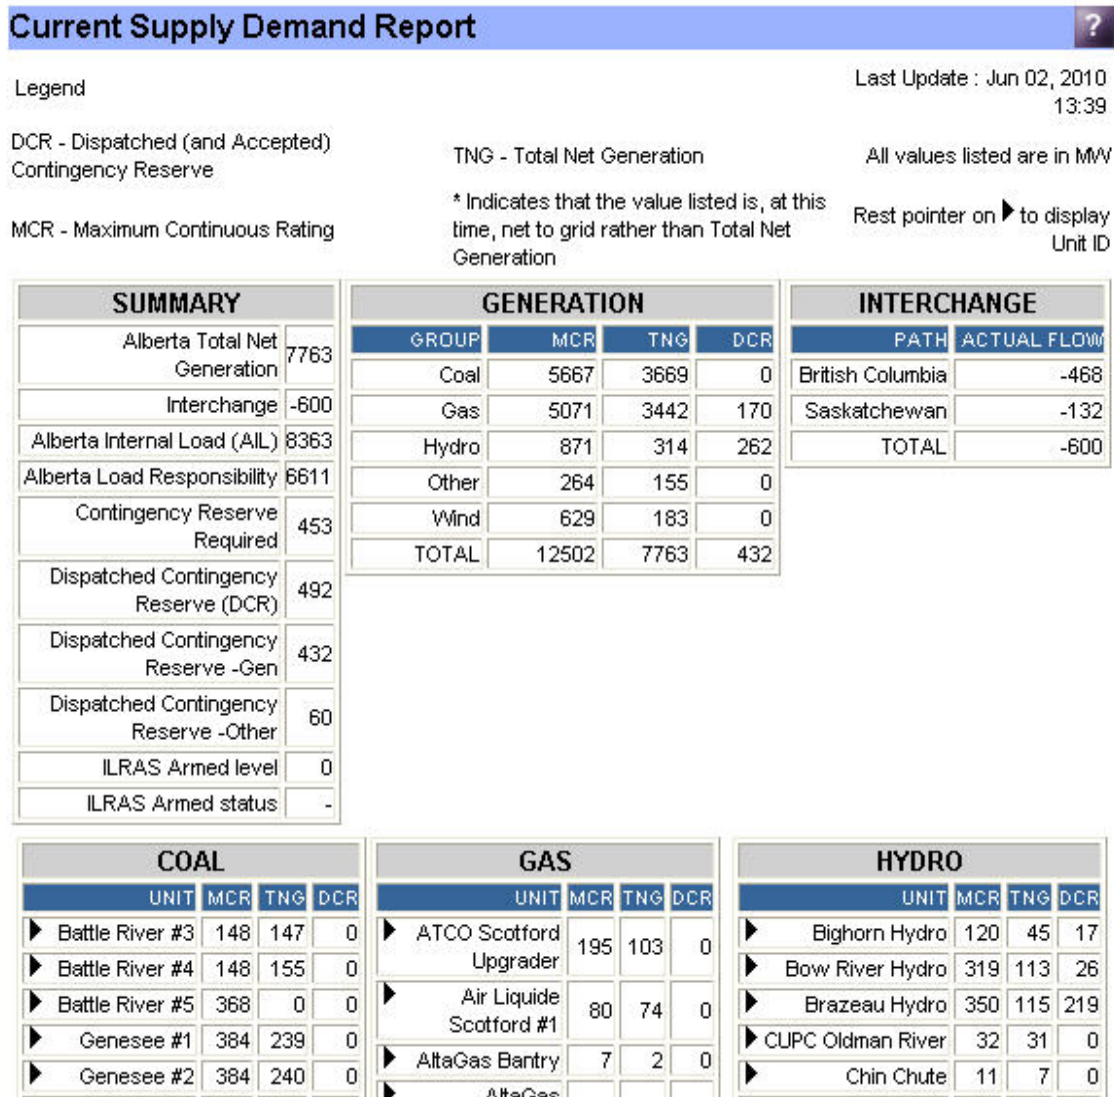 Current Supply Demand Report
?
Legend
Last Update : Jun 02, 2010
13:39
DCR - Dispatched (and Accepted)
Contingency Reserve
TNG - Total Net Generation
All values listed are in MW
MCR - Maximum Continuous Rating
* Indicates that the value listed is, at this
time, net to grid rather than Total Net
Generation
Rest pointer on to display
Unit ID
SUMMARY
Alberta Total Net
Generation 7763
Interchange -600
Alberta Internal Load (AIL) 8363
Alberta Load Responsibility 6611
Contingency Reserve
Required 453
Dispatched Contingency
Reserve (DCR) 492
Dispatched Contingency
Reserve -Gen 432
Dispatched Contingency
Reserve -Other 60
ILRAS Armed level 0
ILRAS Armed status -
GENERATION
GROUP MCR TNG DCR
Coal 5667 3669 0
Gas 5071 3442 170
Hydro 871 314 262
Other 264 155 0
Wind 629 183 0
TOTAL 12502 7763 432
INTERCHANGE
PATH ACTUAL FLOW
British Columbia -468
Saskatchewan -132
TOTAL -600
COAL
UNIT MCR TNG DCR
Battle River #3 148 147 0
Battle River #4 148 155 0
Battle River #5 368 0 0
Genesee #1 384 239 0
Genesee #2 384 240 0
GAS
UNIT MCR TNG DCR
ATCO Scotford
Upgrader 195 103 0
Air Liquide
Scotford #1 80 74 0
AltaGas Bantry 7 2 0
AltaGas
HYDRO
UNIT MCR TNG DCR
Bighorn Hydro 120 45 17
Bow River Hydro 319 113 26
Brazeau Hydro 350 115 219
CUPC Oldman River 32 31 0
Chin Chute 11 7 0